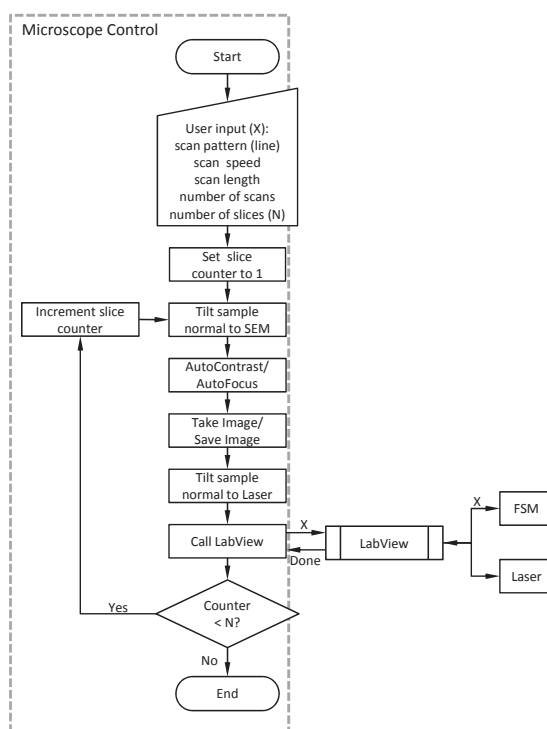 Microscope Control
Start
User input (X):
scan pattern (line)
scan speed
scan length
number of scans
number of slices (N)
Set slice
counter to 1
Increment slice
counter
Tilt sample
normal to SEM
AutoContrast/
AutoFocus
Take Image/
Save Image
Tilt sample
normal to Laser
Call LabView
X
Done
LabView
X
FSM
Laser
Counter
< N?
Yes
No
End